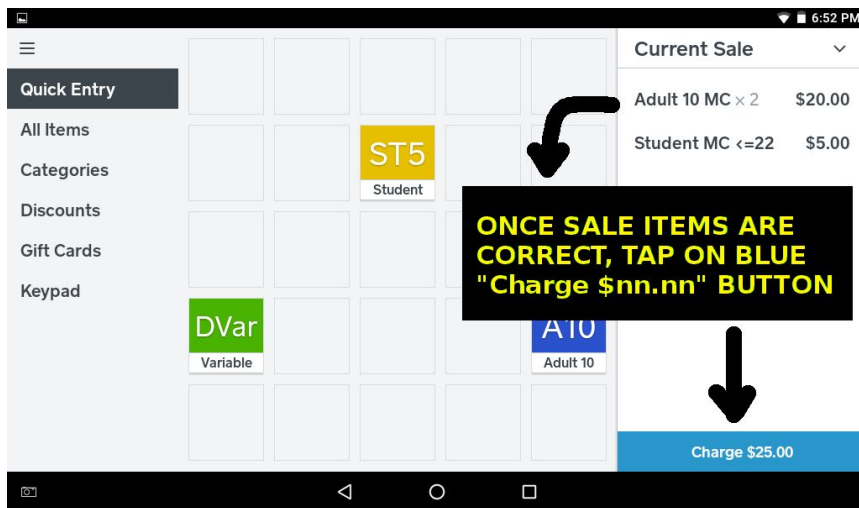 6:52 PM
Quick Entry
All Items
Categories
Discounts
Gift Cards
Keypad
ST5
Student
DVar
Variable
A10
Adult 10
Current Sale
Adult 10 MC × 2 $20.00
Student MC <=22 $5.00
ONCE SALE ITEMS ARE
CORRECT, TAP ON BLUE
"Charge $nn.nn" BUTTON
Charge $25.00